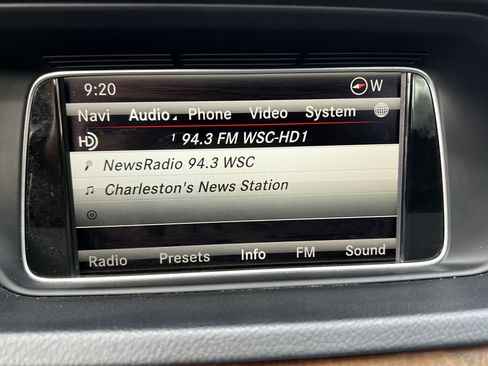 9:20 W
Navi Audio Phone Video System
HD 1 94.3 FM WSC-HD1
NewsRadio 94.3 WSC
Charleston's News Station
Radio Presets Info FM Sound